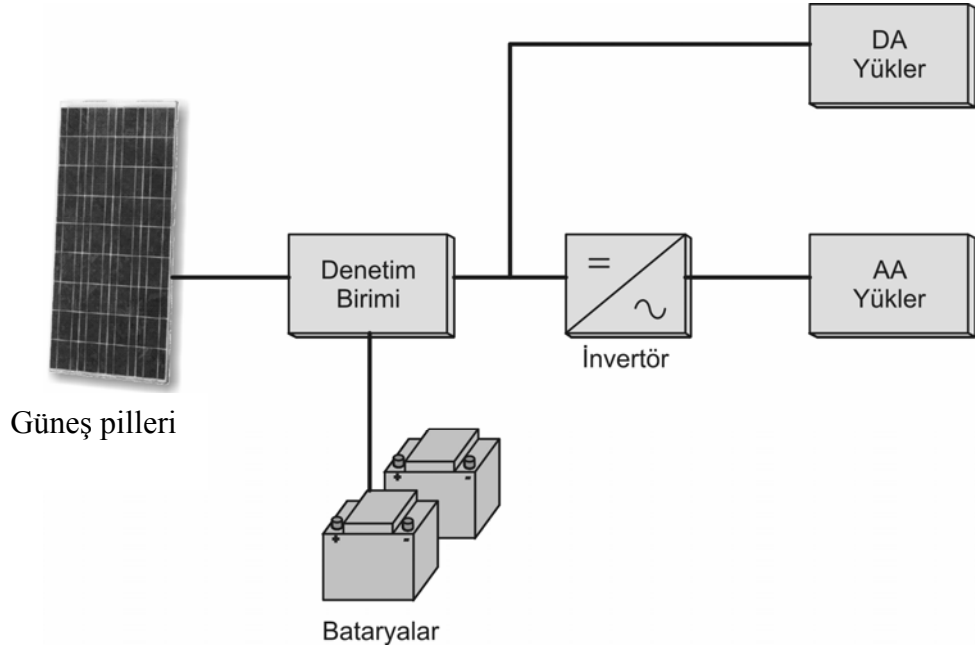 DA
Yükler
Denetim
Birimi
=
AA
Yükler
İnvertör
Güneş pilleri
+ -
+ -
Bataryalar